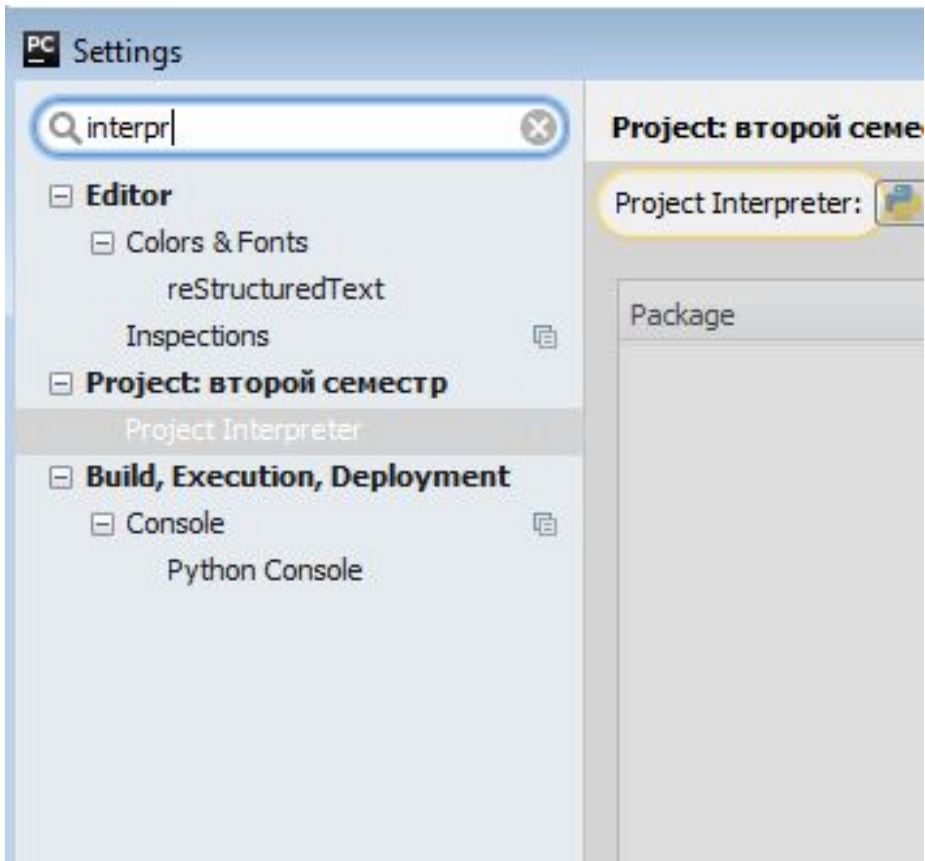 PC Settings
interpr
Editor
Colors & Fonts
reStructuredText
Inspections
Project: второй семестр
Project Interpreter
Build, Execution, Deployment
Console
Python Console
Project: второй семе
Project Interpreter:
Package